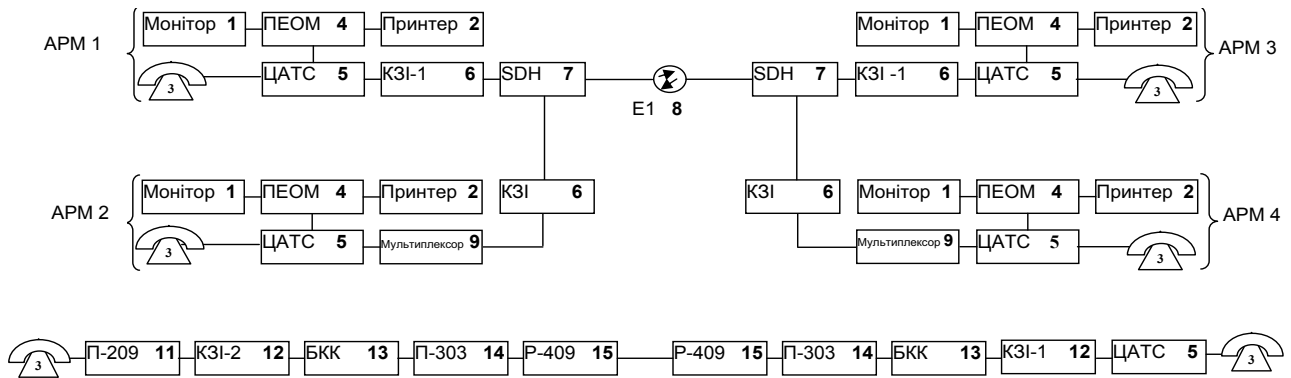 Монітор 1 ПЕОМ 4 Принтер 2 Монітор 1 ПЕОМ 4 Принтер 2
АРМ 1 АРМ 3
3 ЦАТС 5 КЗІ-1 6 SDH 7 SDH 7 КЗІ -1 6 ЦАТС 5 3
Е1 8
Монітор 1 ПЕОМ 4 Принтер 2 КЗІ 6 КЗІ 6 Монітор 1 ПЕОМ 4 Принтер 2
АРМ 2 АРМ 4
3 ЦАТС 5 Мультиплексор 9 Мультиплексор 9 ЦАТС 5 3
3 П-209 11 КЗІ-2 12 БКК 13 П-303 14 Р-409 15 Р-409 15 П-303 14 БКК 13 КЗІ-1 12 ЦАТС 5 3